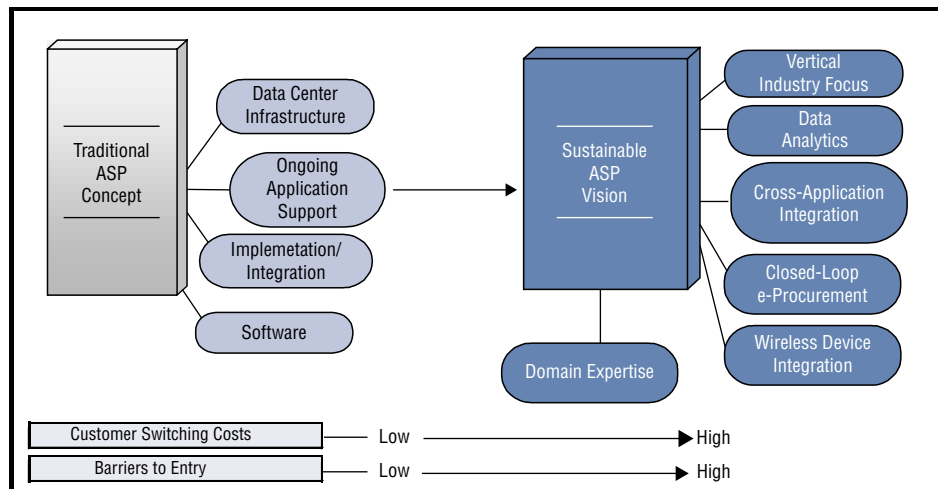 Traditional
ASP
Concept
Data Center
Infrastructure
Ongoing
Application
Support
Implemetation/
Integration
Software
Sustainable
ASP
Vision
Vertical
Industry Focus
Data
Analytics
Cross-Application
Integration
Closed-Loop
e-Procurement
Wireless Device
Integration
Domain Expertise
Customer Switching Costs Low High
Barriers to Entry Low High